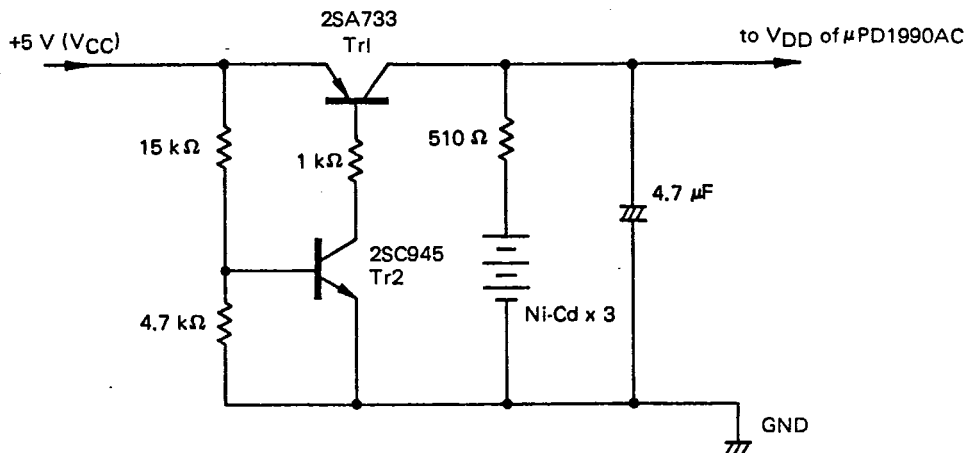 2SA733
Tr1
+5 V (VCC)
to VDD of μPD1990AC
15 kΩ
1 kΩ
510 Ω
4.7 μF
2SC945
Tr2
4.7 kΩ
Ni-Cd x 3
GND